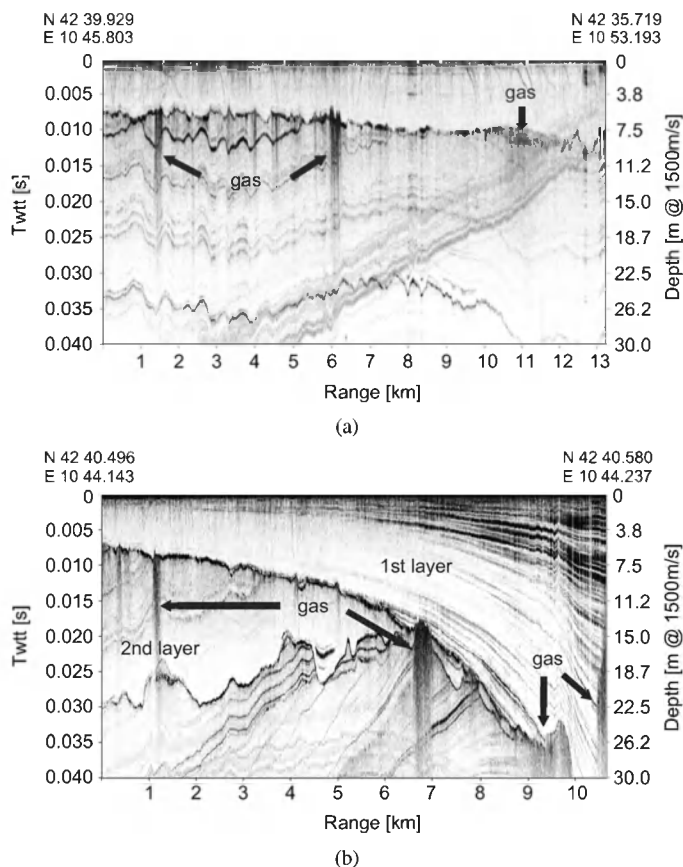 N 42 39.929
E 10 45.803
N 42 35.719
E 10 53.193
0
0.005
0.010
0.015
0.020
0.025
0.030
0.035
0.040
Twtt [s]
gas
gas
0
3.8
7.5
11.2
15.0
18.7
22.5
26.2
30.0
Depth [m @ 1500m/s]
1 2 3 4 5 6 7 8 9 10 11 12 13
Range [km]
(a)
N 42 40.496
E 10 44.143
N 42 40.580
E 10 44.237
0
0.005
0.010
0.015
0.020
0.025
0.030
0.035
0.040
Twtt [s]
1st layer
gas
2nd layer
gas
0
3.8
7.5
11.2
15.0
18.7
22.5
26.2
30.0
Depth [m @ 1500m/s]
1 2 3 4 5 6 7 8 9 10
Range [km]
(b)